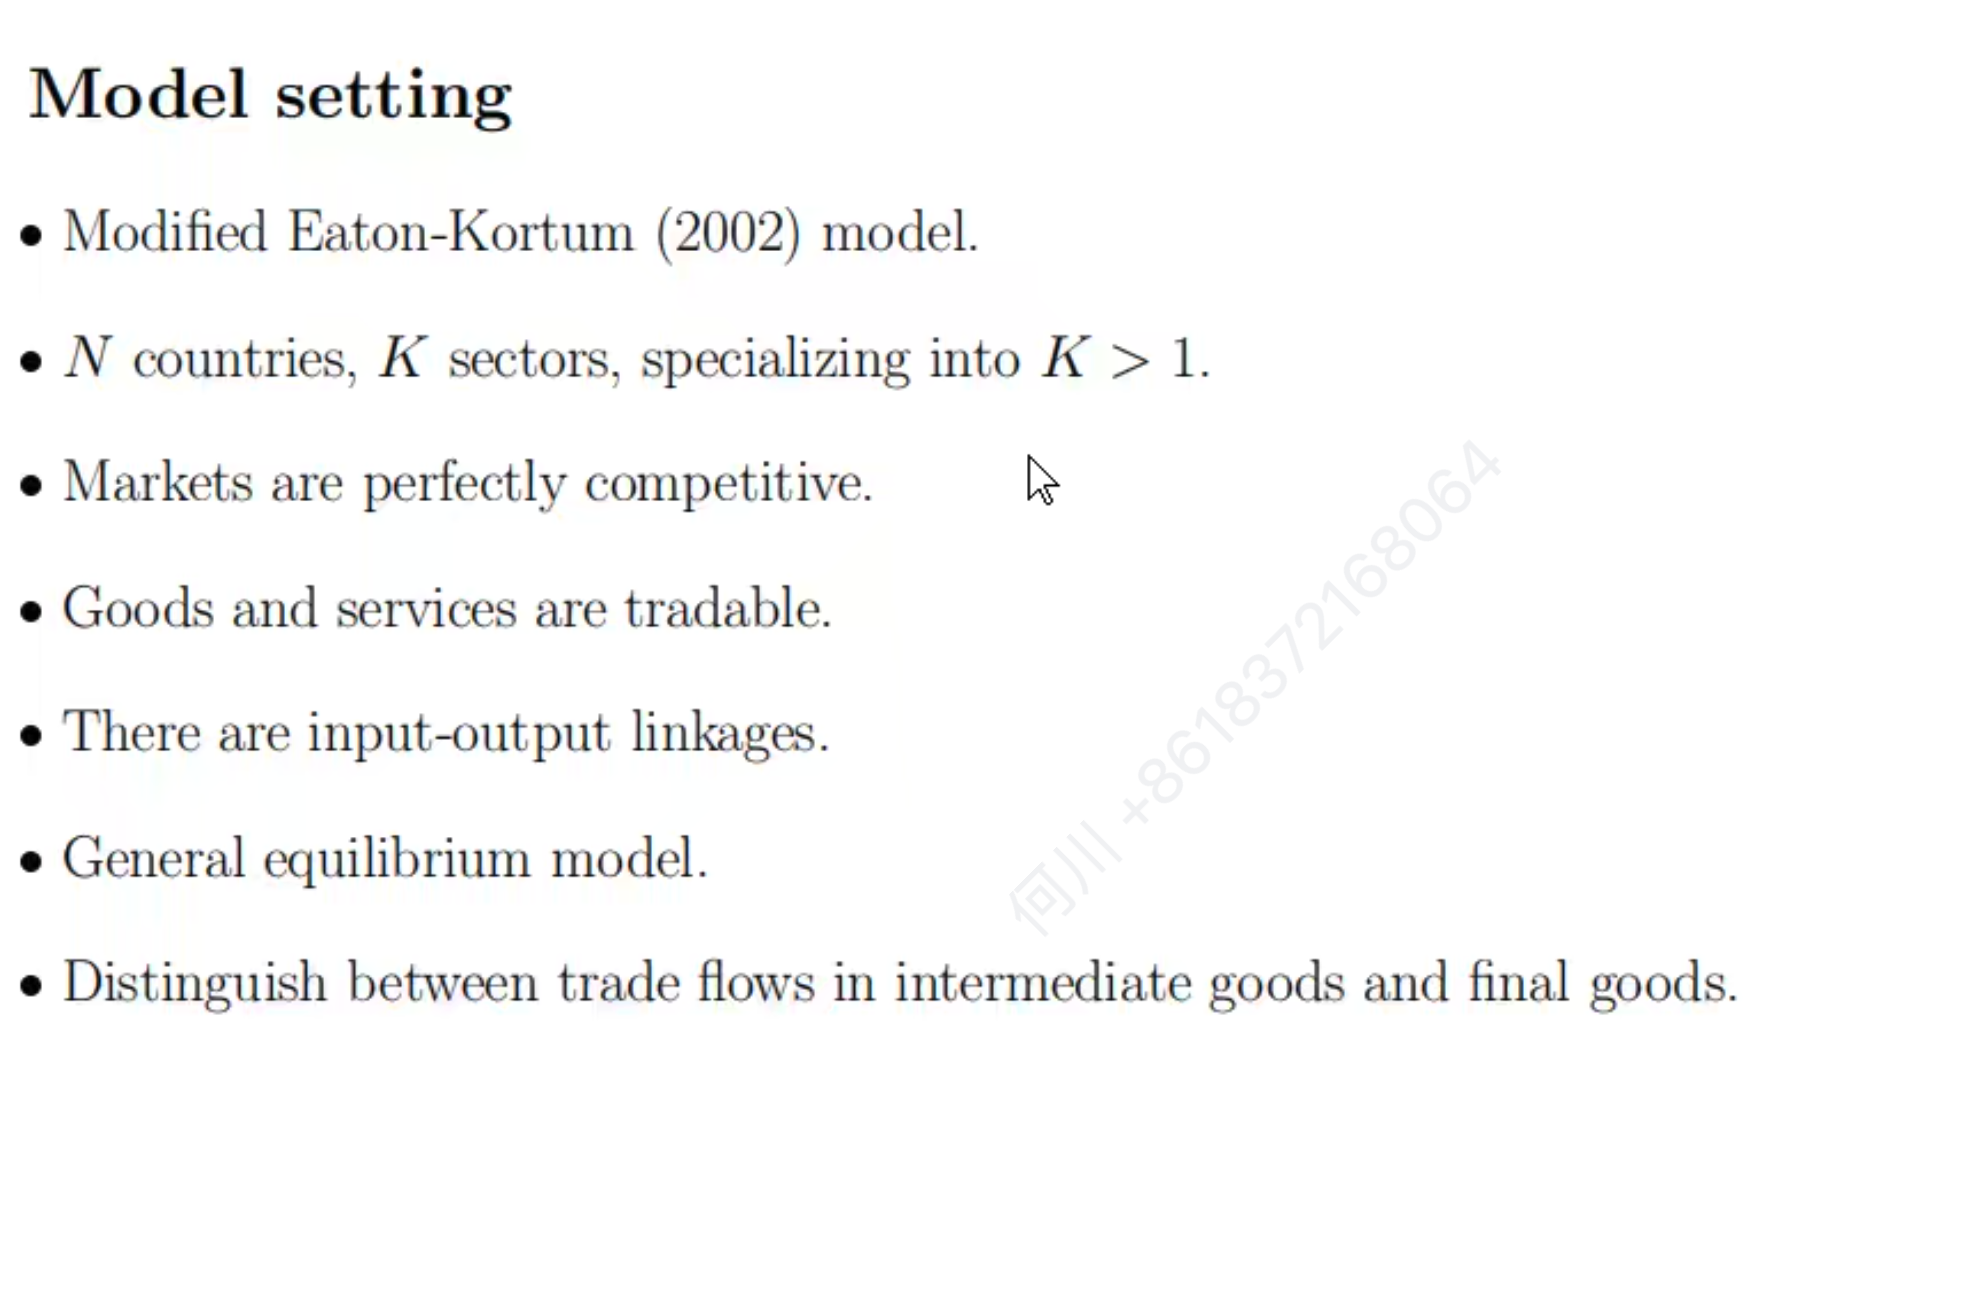 Model setting
• Modified Eaton-Kortum (2002) model.
• N countries, K sectors, specializing into K > 1.
• Markets are perfectly competitive.
• Goods and services are tradable.
• There are input-output linkages.
• General equilibrium model.
• Distinguish between trade flows in intermediate goods and final goods.
何川 +8618372168064